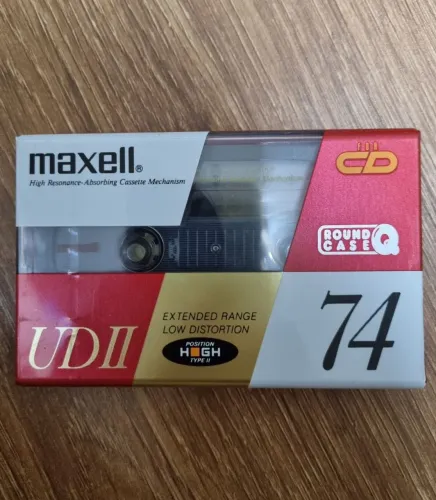 maxell®
High Resonance-Absorbing Cassette Mechanism
FOR
CD
ROUND
CASE Q
UDII
EXTENDED RANGE
LOW DISTORTION
POSITION
HIGH
TYPE II
74